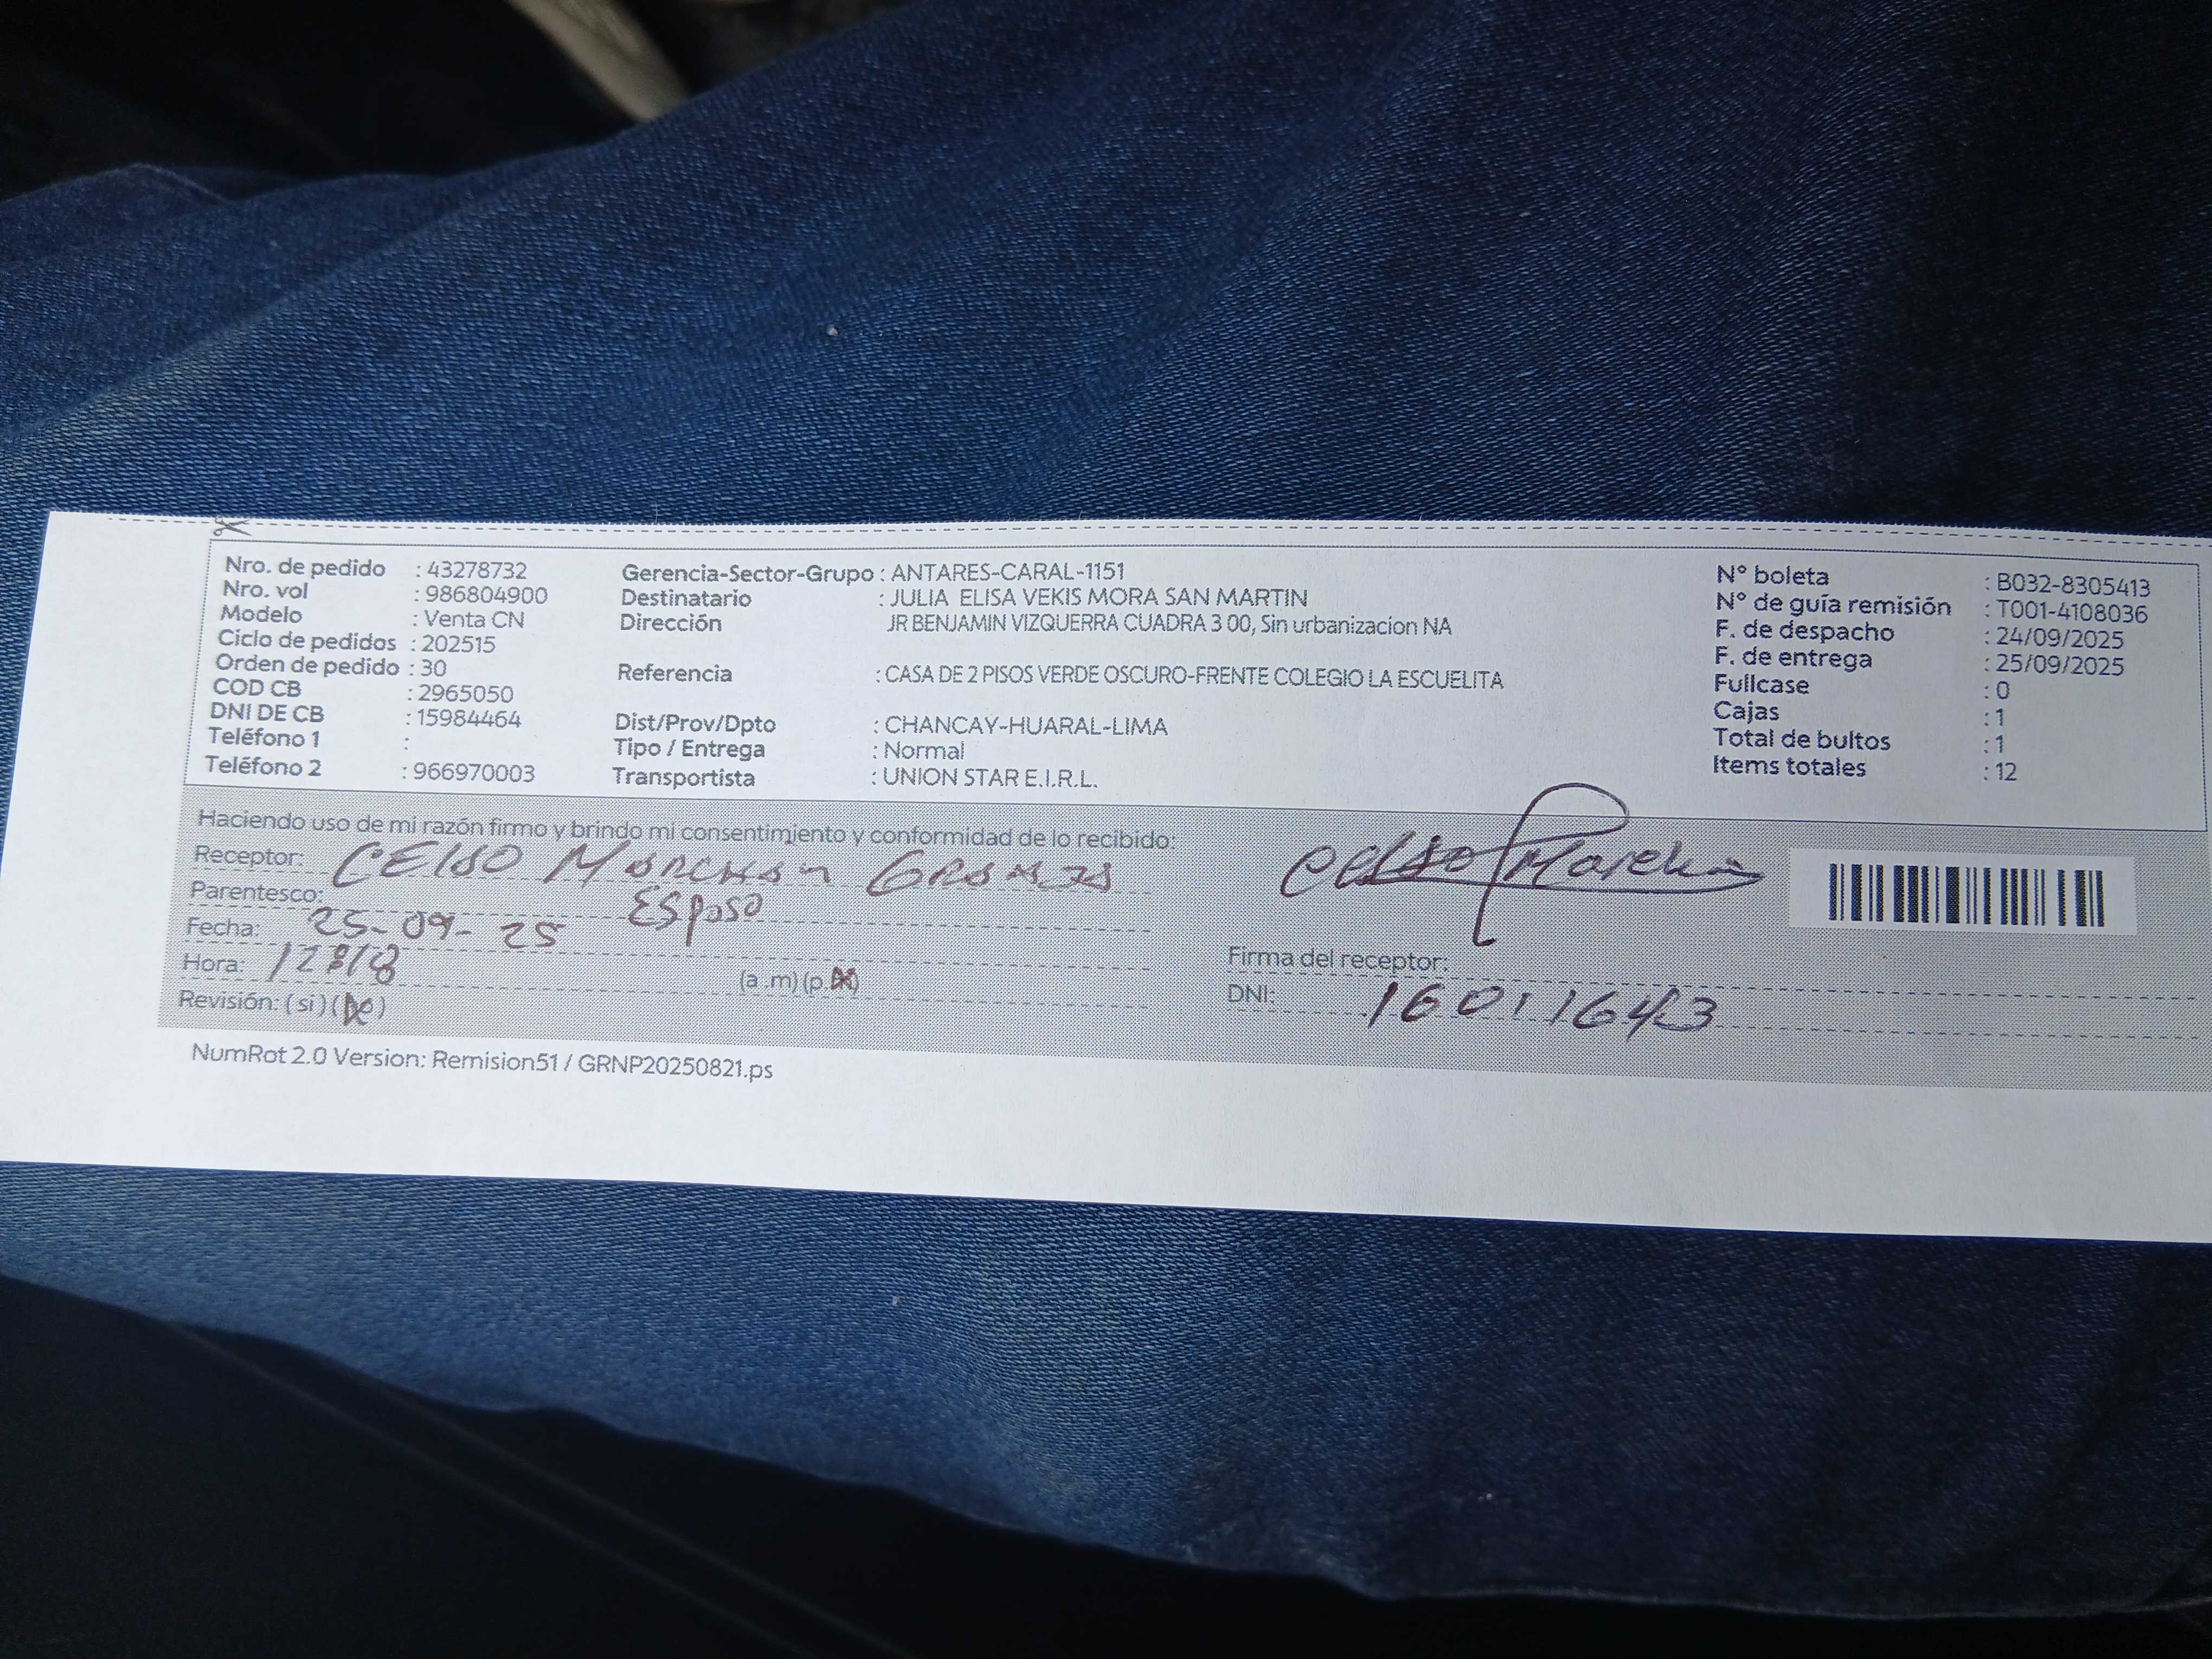 Nro. de pedido : 43278732
Nro. vol : 986804900
Modelo : Venta CN
Ciclo de pedidos : 202515
Orden de pedido : 30
COD CB : 2965050
DNI DE CB : 15984464
Teléfono 1 :
Teléfono 2 : 966970003
Gerencia-Sector-Grupo : ANTARES-CARAL-1151
Destinatario : JULIA ELISA VEKIS MORA SAN MARTIN
Dirección JR BENJAMIN VIZQUERRA CUADRA 3 00, Sin urbanizacion NA
Referencia : CASA DE 2 PISOS VERDE OSCURO-FRENTE COLEGIO LA ESCUELITA
Dist/Prov/Dpto : CHANCAY-HUARAL-LIMA
Tipo / Entrega : Normal
Transportista : UNION STAR E.I.R.L.
N° boleta : B032-8305413
N° de guía remisión : T001-4108036
F. de despacho : 24/09/2025
F. de entrega : 25/09/2025
Fullcase : 0
Cajas : 1
Total de bultos : 1
Items totales : 12
Haciendo uso de mi razón firmo y brindo mi consentimiento y conformidad de lo recibido:
Receptor: CELSO
Parentesco: Esposo
Fecha: 25-09-25
Hora: (a .m) (p.
Revisión: (si) (
Firma del receptor: Celso
DNI: 16011643
NumRot 2.0 Version: Remision51 / GRNP20250821.ps